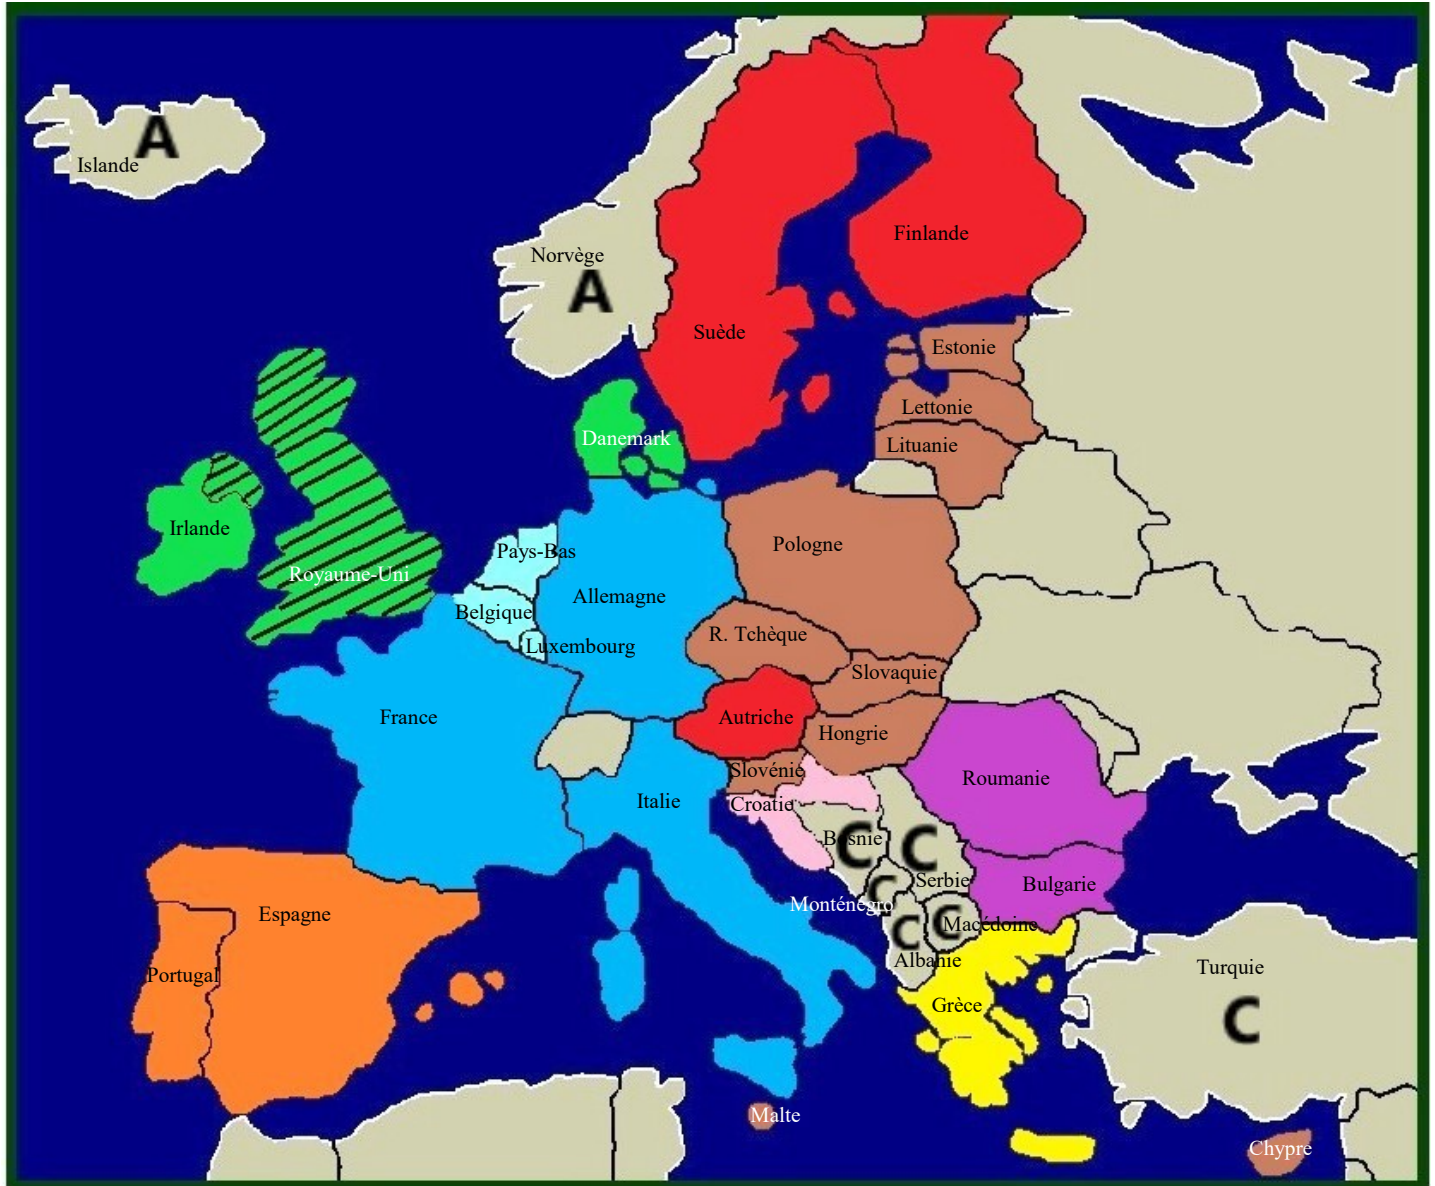 A
Islande
Norvège
A
Finlande
Suède
Estonie
Lettonie
Danemark
Lituanie
Irlande
Pologne
Pays-Bas
Royaume-Uni
Allemagne
Belgique
R. Tchèque
Luxembourg
Slovaquie
France
Autriche
Hongrie
Slovénie
Roumanie
Italie
Croatie
Bosnie
C
C
Serbie
Bulgarie
C
Monténégro
Espagne
C
Macédoine
C
Albanie
Turquie
Portugal
Grèce
C
Malte
Chypre